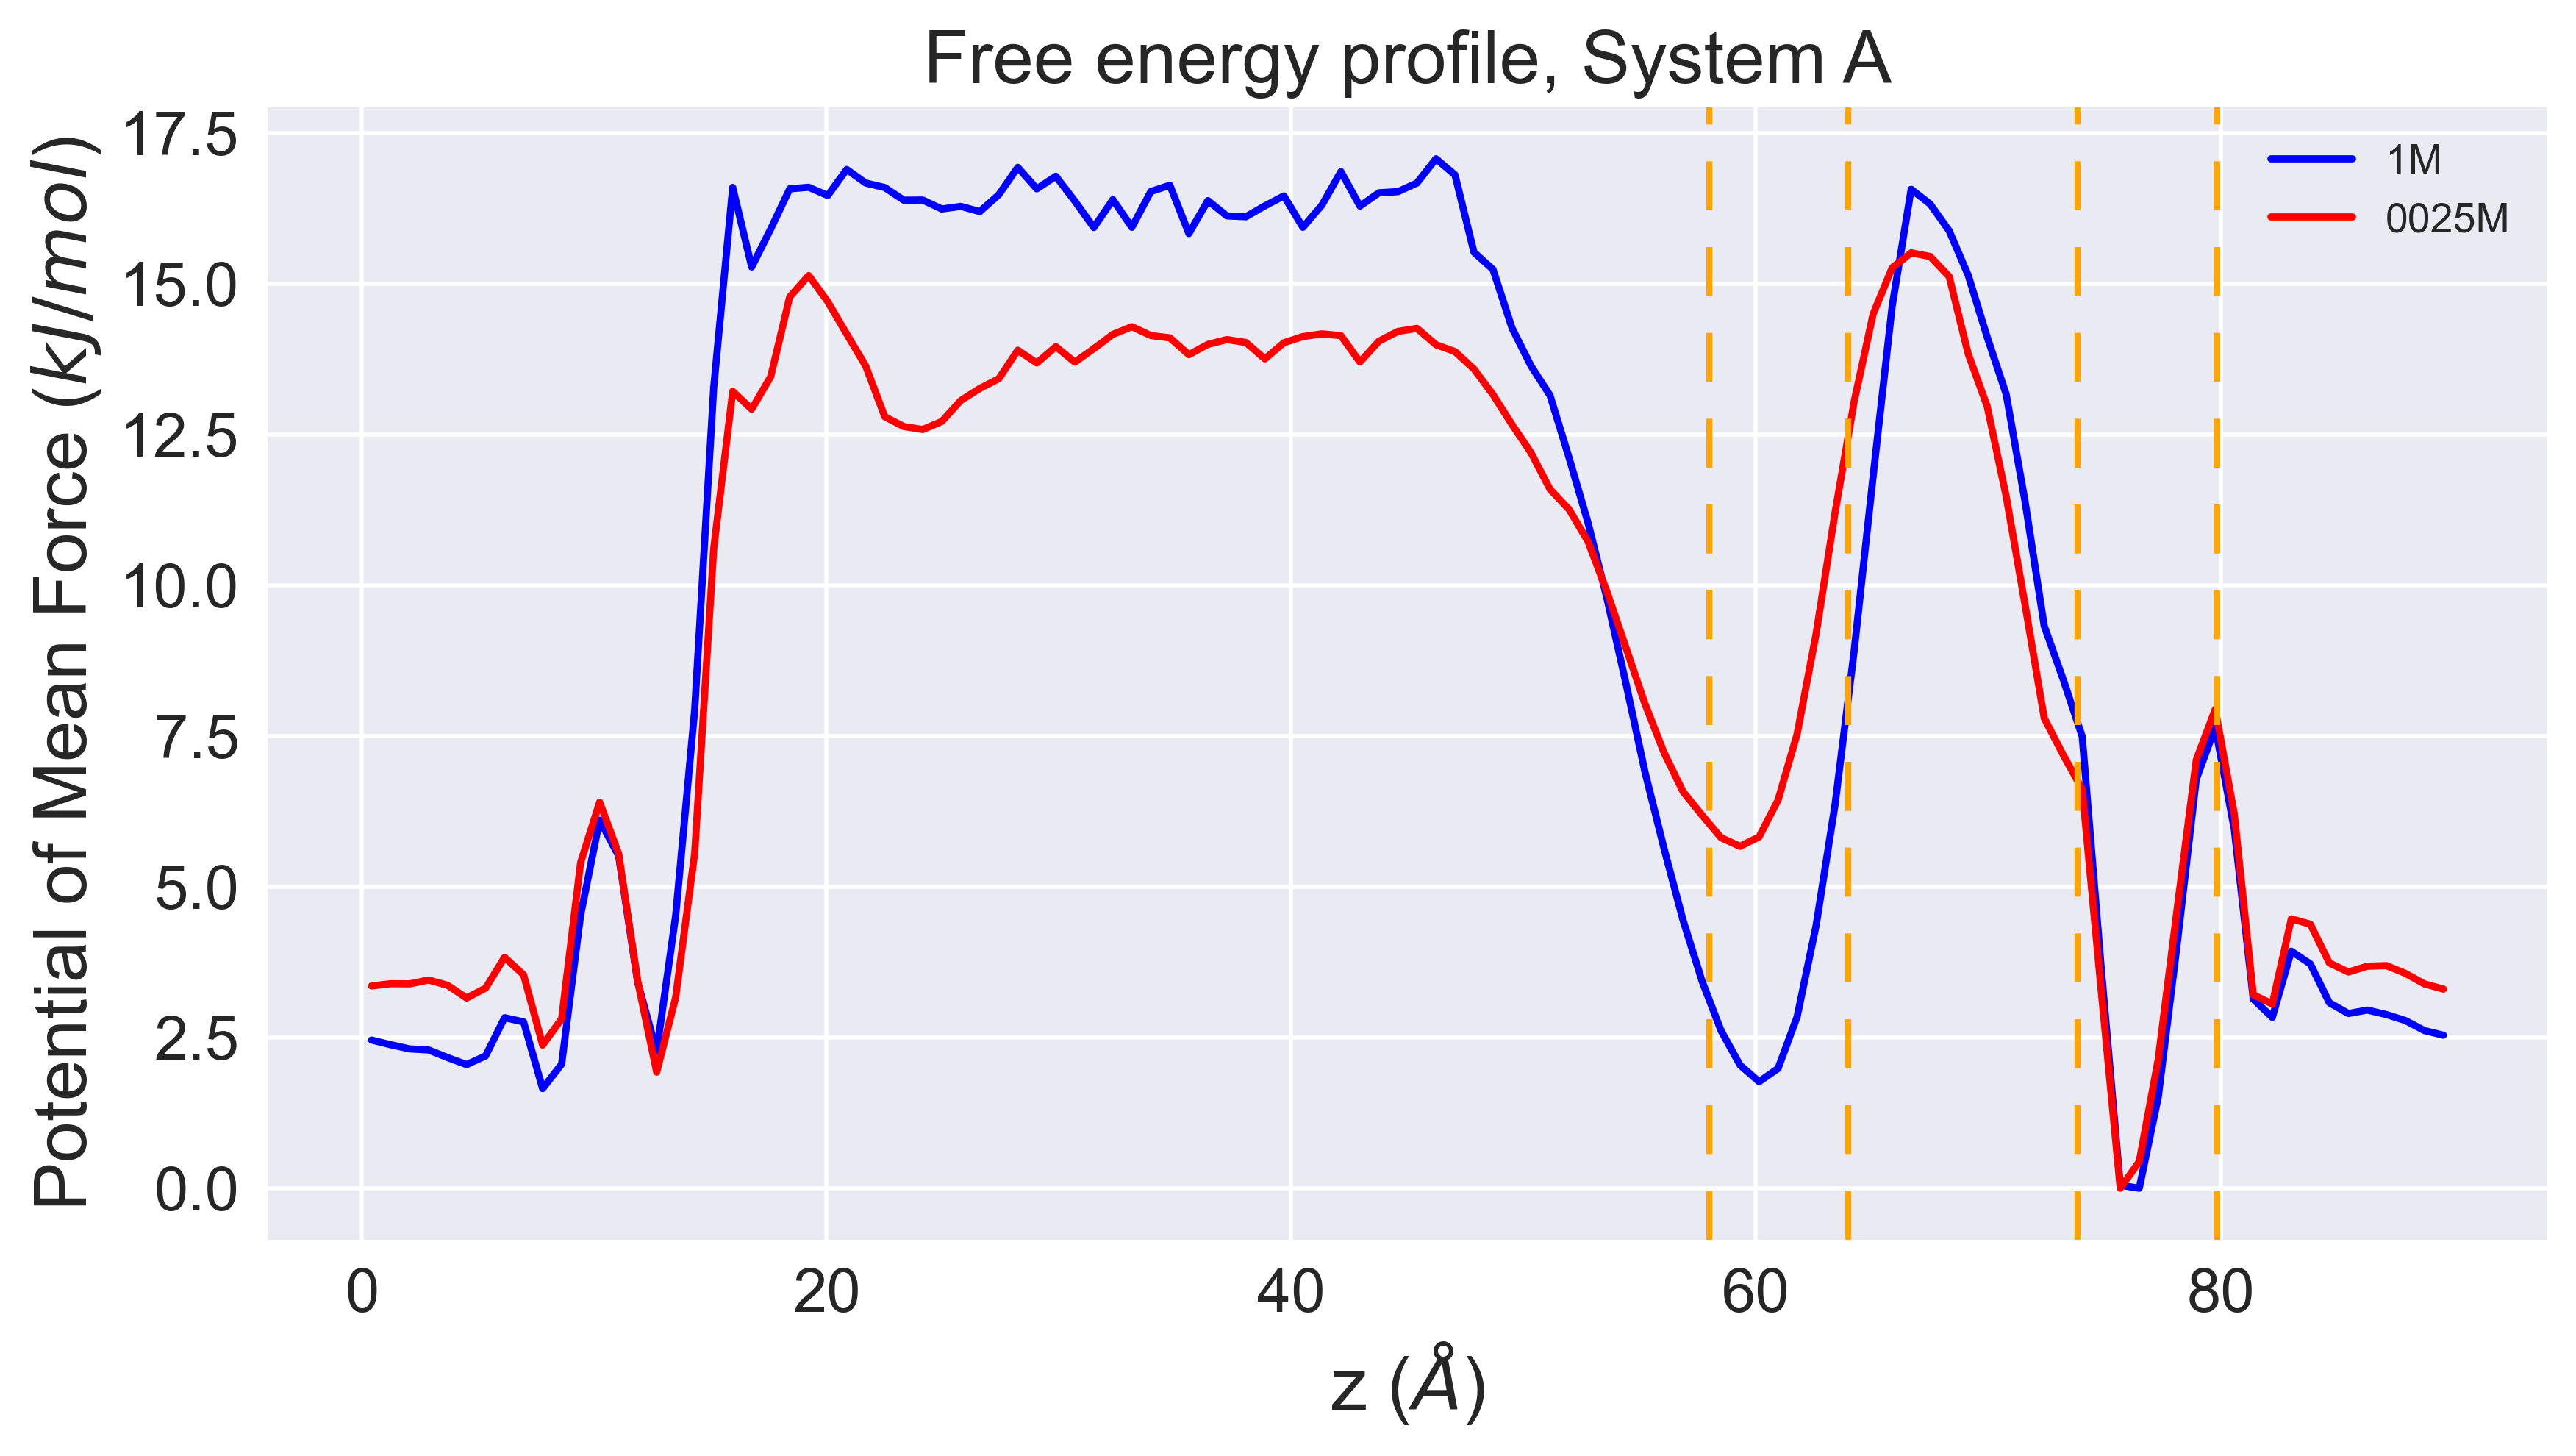 Free energy profile, System A
Potential of Mean Force (kJ/mol)
17.5
15.0
12.5
10.0
7.5
5.0
2.5
0.0
1M
0025M
0 20 40 60 80
z (Å)